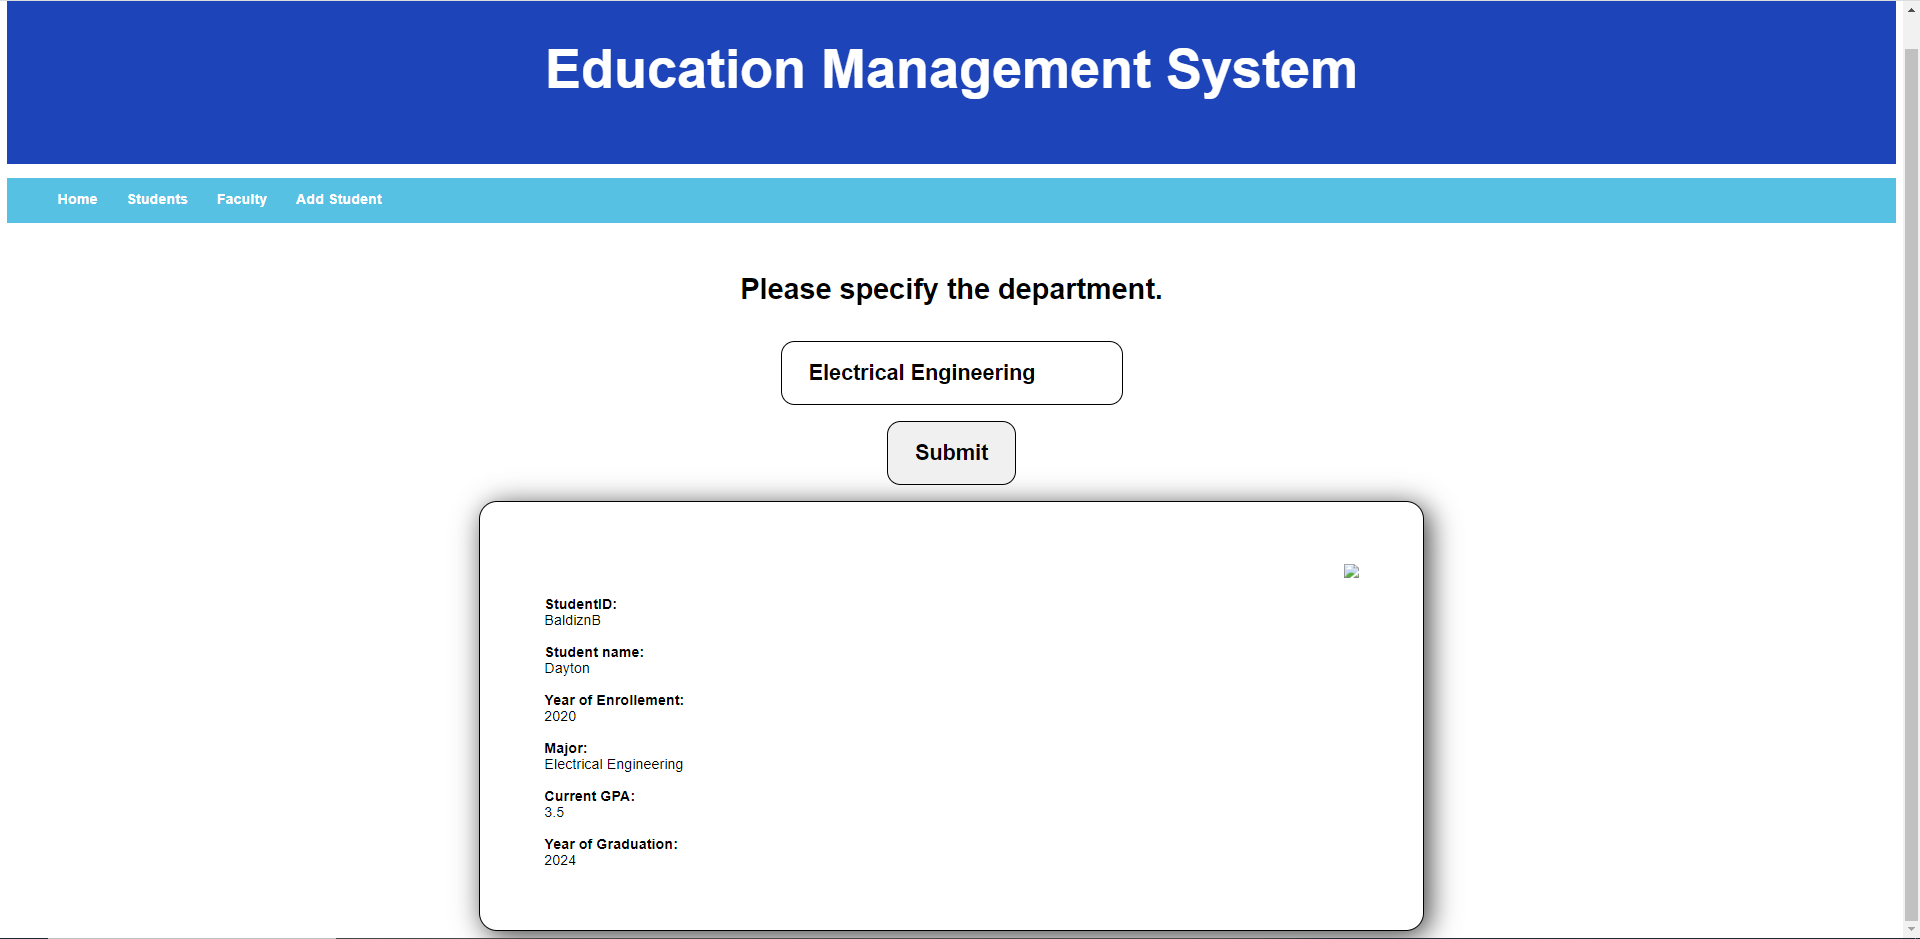 Education Management System
Home Students Faculty Add Student
Please specify the department.
Electrical Engineering
Submit
StudentID:
BaldiznB
Student name:
Dayton
Year of Enrollement:
2020
Major:
Electrical Engineering
Current GPA:
3.5
Year of Graduation:
2024